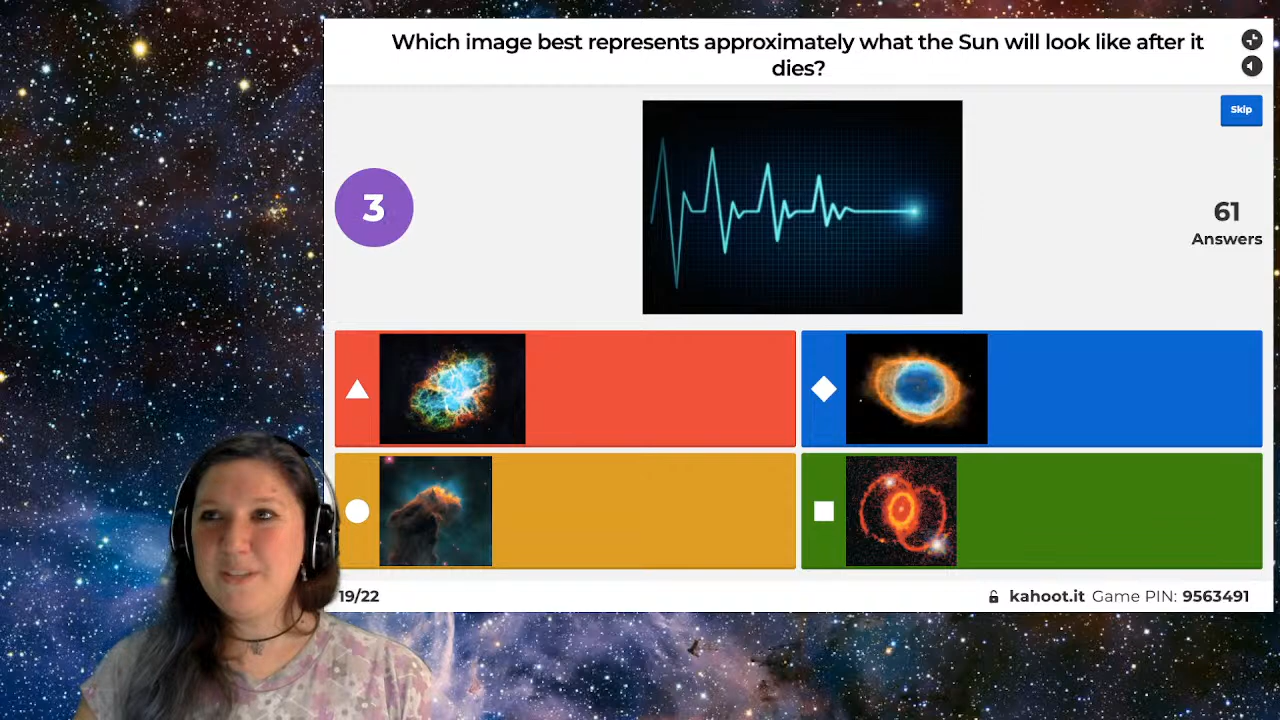 Which image best represents approximately what the Sun will look like after it
dies?
Skip
3
61
Answers
19/22
kahoot.it Game PIN: 9563491